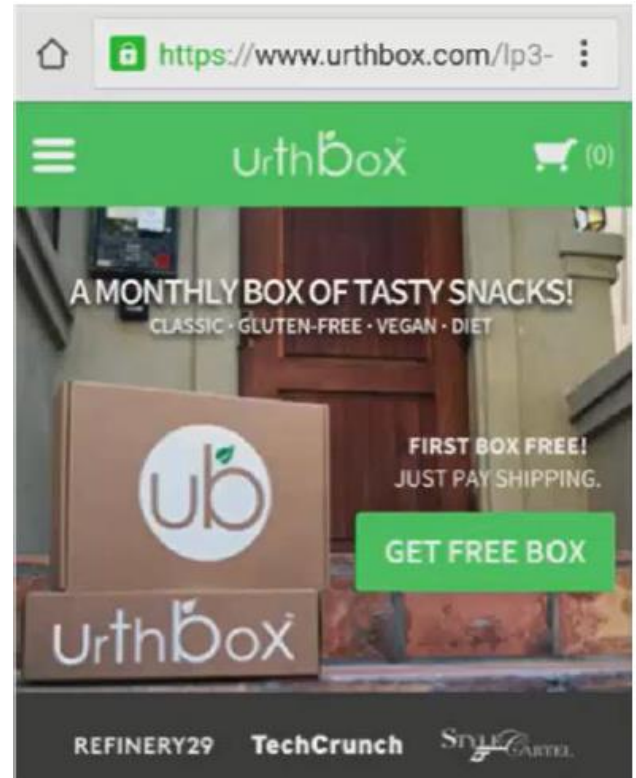 https://www.urthbox.com/lp3-
urthbox (0)
A MONTHLY BOX OF TASTY SNACKS!
CLASSIC · GLUTEN-FREE · VEGAN · DIET
FIRST BOX FREE!
JUST PAY SHIPPING.
GET FREE BOX
ub
urthbox
REFINERY29 TechCrunch STYLECARTEL